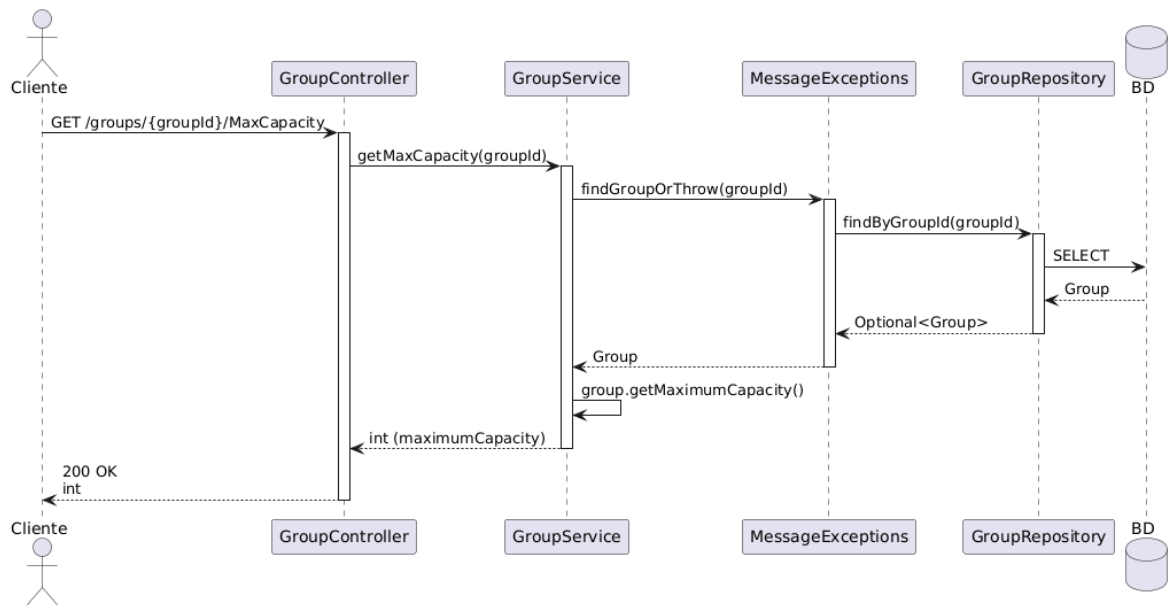 Cliente
GroupController
GroupService
MessageExceptions
GroupRepository
BD
GET /groups/{groupId}/MaxCapacity
getMaxCapacity(groupId)
findGroupOrThrow(groupId)
findByGroupId(groupId)
SELECT
Group
Optional<Group>
Group
group.getMaximumCapacity()
int (maximumCapacity)
200 OK
int
Cliente
GroupController
GroupService
MessageExceptions
GroupRepository
BD